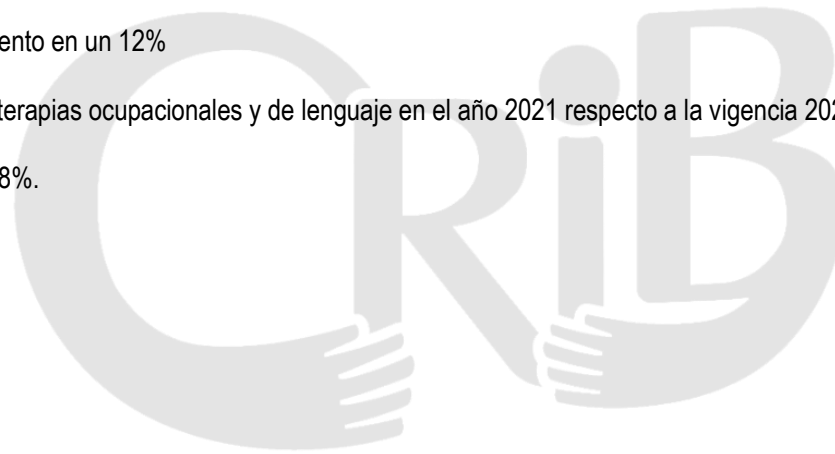 ento en un 12%
terapias ocupacionales y de lenguaje en el año 2021 respecto a la vigencia 202
8%.
CRiB